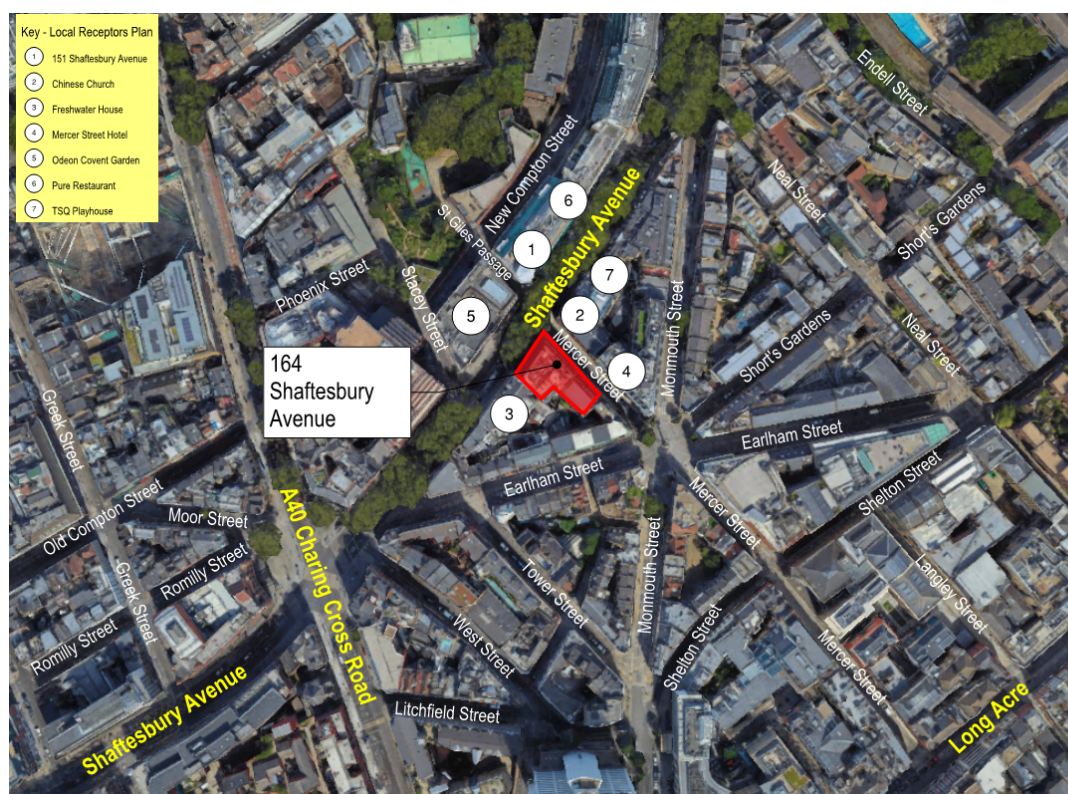 Key - Local Receptors Plan
1 151 Shaftesbury Avenue
2 Chinese Church
3 Freshwater House
4 Mercer Street Hotel
5 Odeon Covent Garden
6 Pure Restaurant
7 TSQ Playhouse
Endell Street
New Compton Street
Neal Street
Short's Gardens
6
Shaftesbury Avenue
St Giles Passage
1
7
Phoenix Street
Stacey Street
5
2
Monmouth Street
Short's Gardens
Neal Street
Mercer Street
4
164
Shaftesbury
Avenue
3
Greek Street
Earlham Street
Earlham Street
Shelton Street
Old Compton Street
Moor Street
A40 Charing Cross Road
Mercer Street
Romilly Street
Greek Street
Tower Street
Monmouth Street
Langley Street
Romilly Street
West Street
Shelton Street
Mercer Street
Shaftesbury Avenue
Litchfield Street
Long Acre